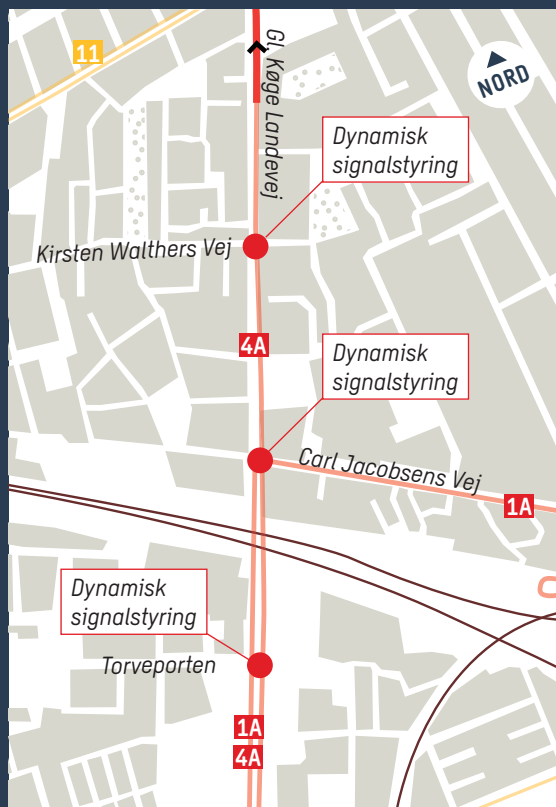 11
Gl. Køge Landevej
NORD
Dynamisk
signalstyring
Kirsten Walthers Vej
4A
Dynamisk
signalstyring
Carl Jacobsens Vej
1A
Dynamisk
signalstyring
Torveporten
1A
4A